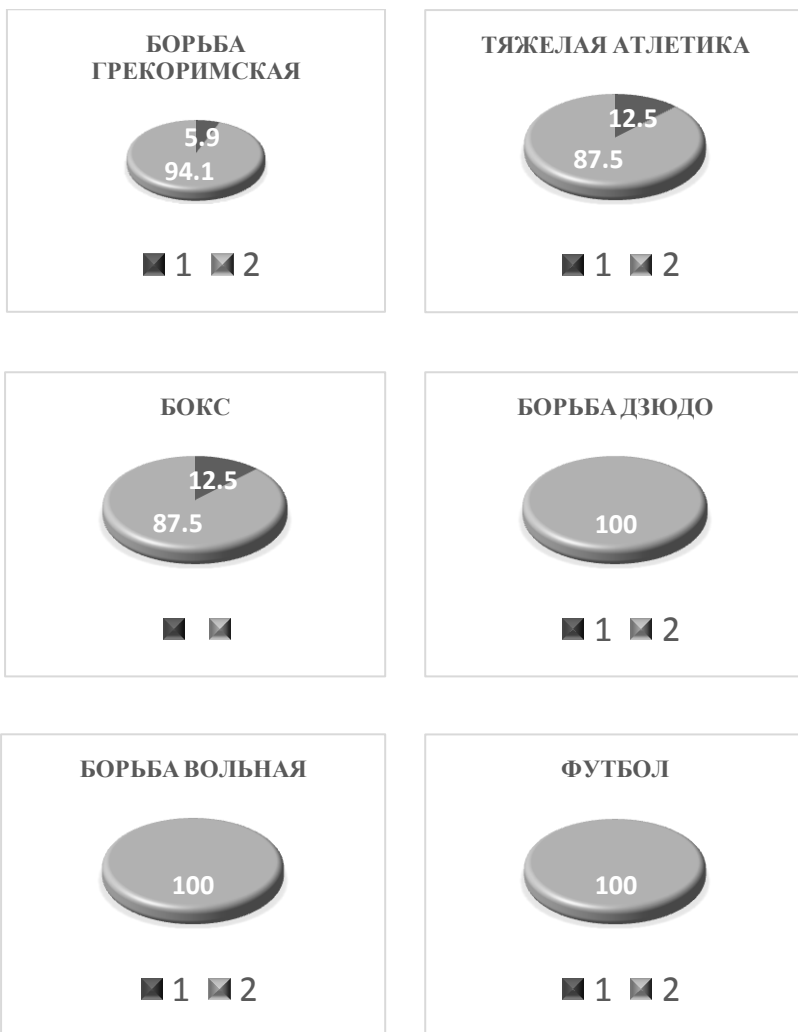 БОРЬБА
ГРЕКОРИМСКАЯ
5.9
94.1
1 2
ТЯЖЕЛАЯ АТЛЕТИКА
12.5
87.5
1 2
БОКС
12.5
87.5
БОРЬБА ДЗЮДО
100
1 2
БОРЬБА ВОЛЬНАЯ
100
1 2
ФУТБОЛ
100
1 2